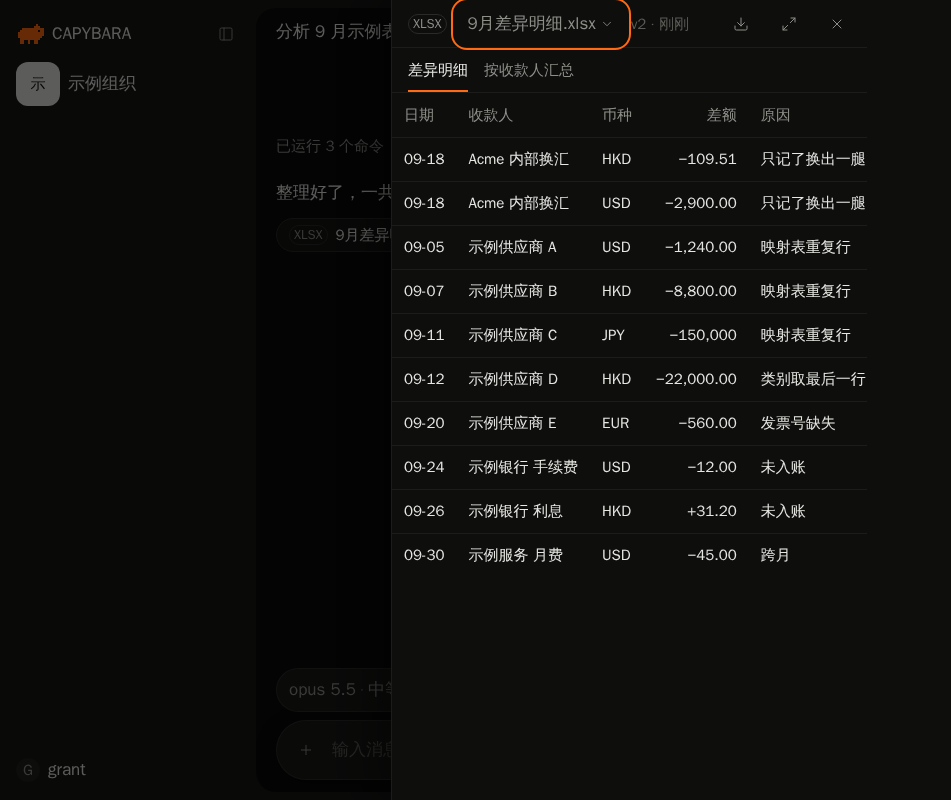 CAPYBARA
示 示例组织
分析 9 月示例表
已运行 3 个命令
整理好了，一共
XLSX 9月差异
opus 5.5 · 中等
输入消息
G grant
XLSX 9月差异明细.xlsx v2 · 刚刚
差异明细 按收款人汇总
日期 收款人 币种 差额 原因
09-18 Acme 内部换汇 HKD −109.51 只记了换出一腿
09-18 Acme 内部换汇 USD −2,900.00 只记了换出一腿
09-05 示例供应商 A USD −1,240.00 映射表重复行
09-07 示例供应商 B HKD −8,800.00 映射表重复行
09-11 示例供应商 C JPY −150,000 映射表重复行
09-12 示例供应商 D HKD −22,000.00 类别取最后一行
09-20 示例供应商 E EUR −560.00 发票号缺失
09-24 示例银行 手续费 USD −12.00 未入账
09-26 示例银行 利息 HKD +31.20 未入账
09-30 示例服务 月费 USD −45.00 跨月